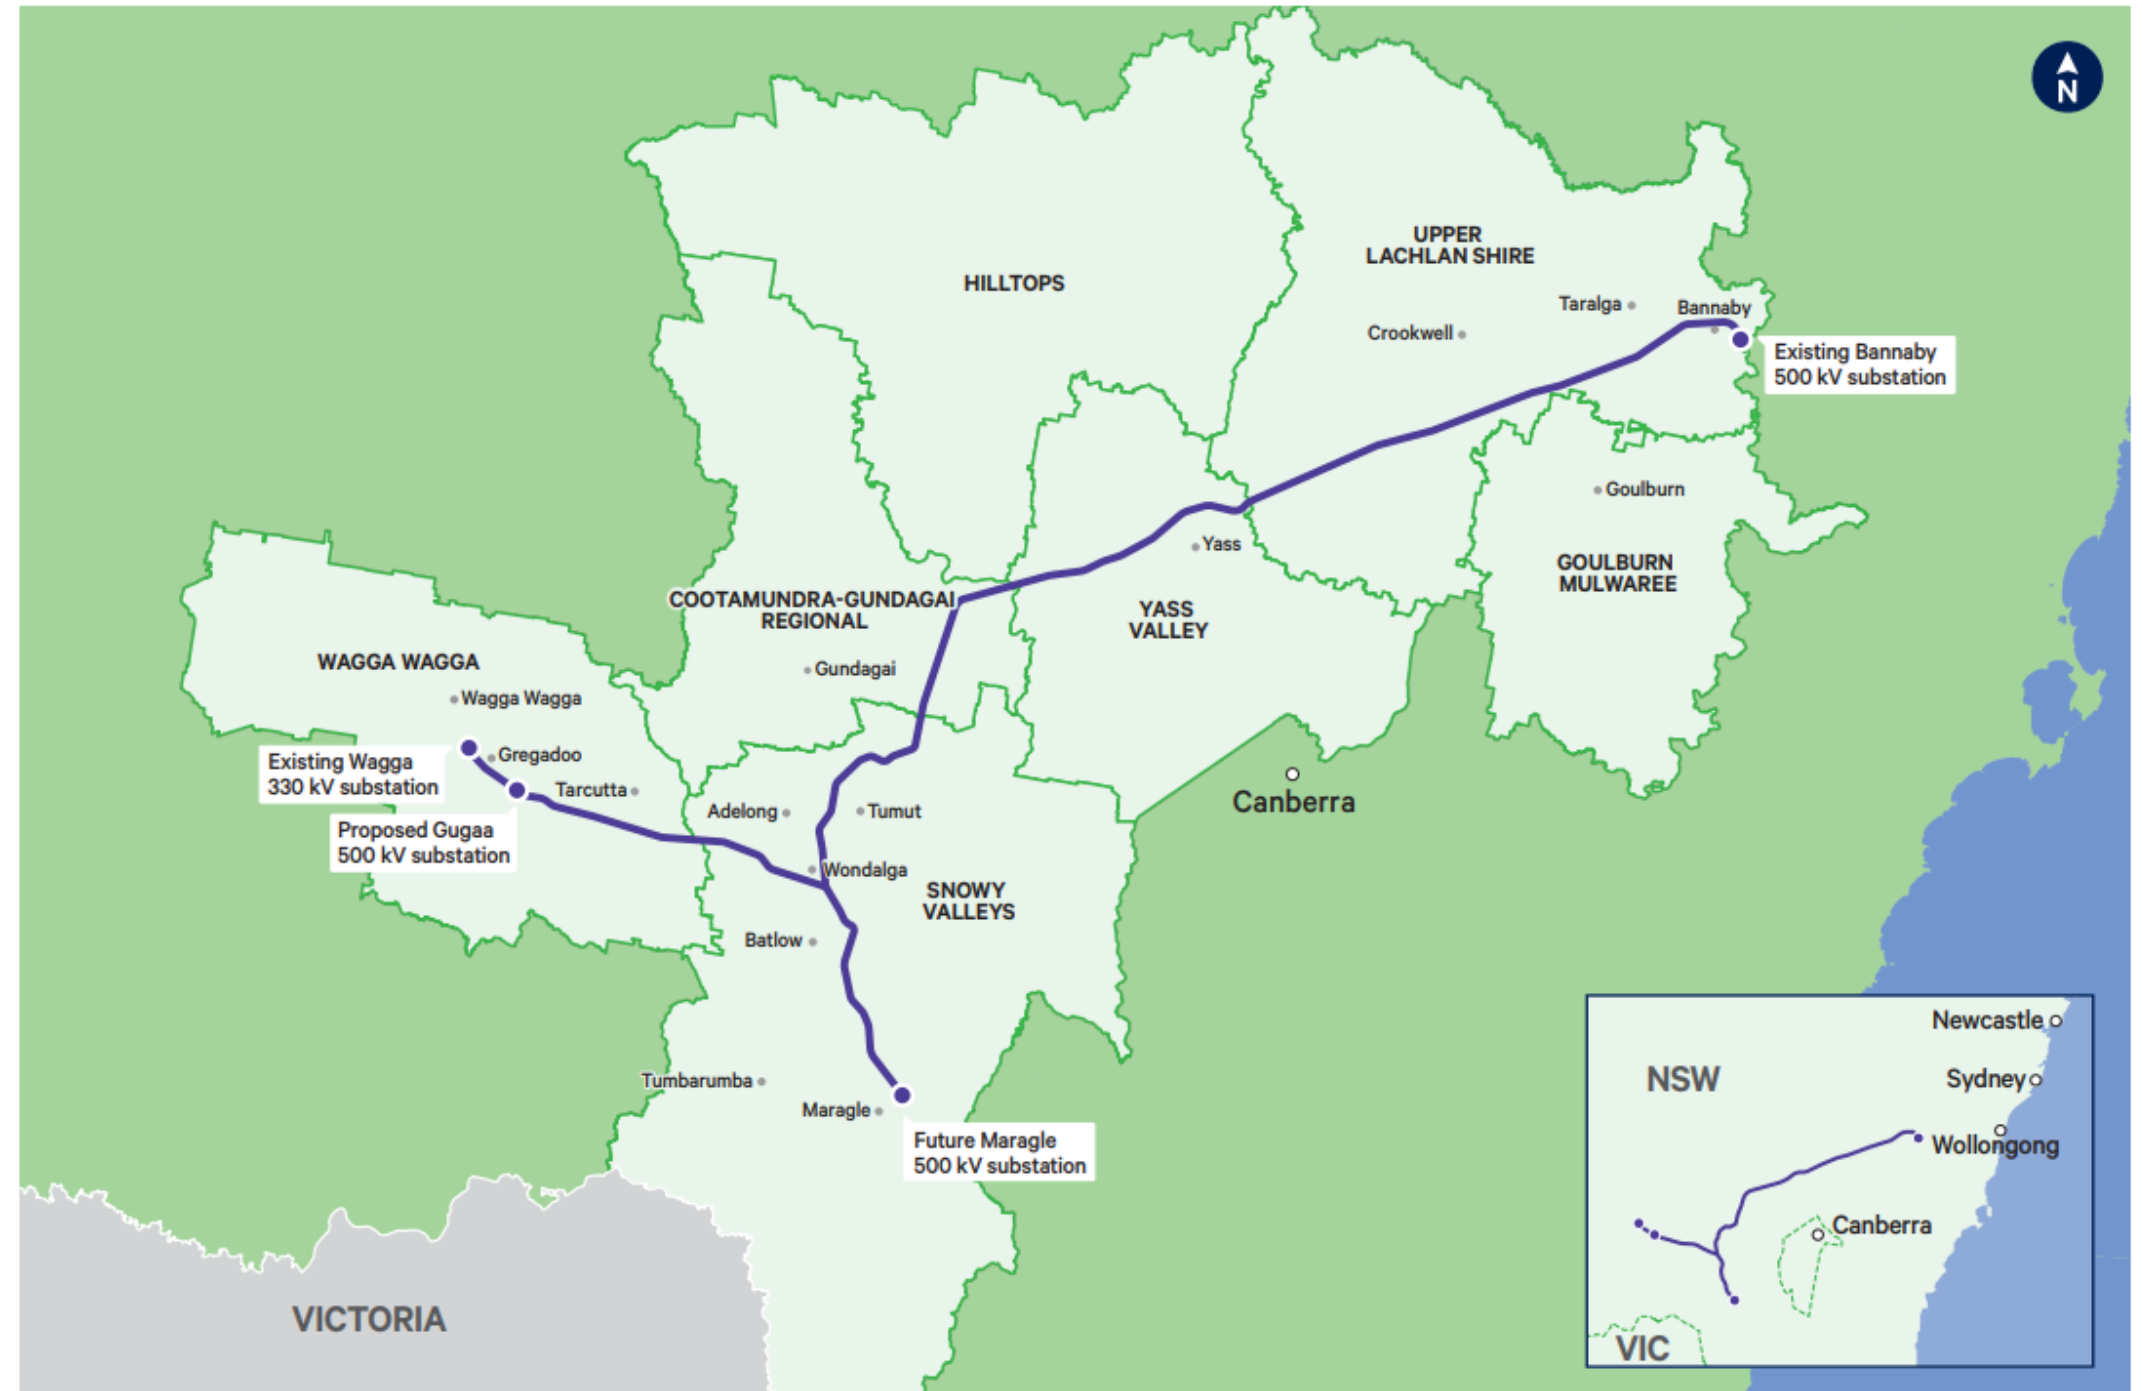 N
UPPER
LACHLAN SHIRE
HILLTOPS
Taralga
Bannaby
Crookwell
Existing Bannaby
500 kV substation
Goulburn
Yass
GOULBURN
MULWAREE
COOTAMUNDRA-GUNDAGAI
REGIONAL
YASS
VALLEY
WAGGA WAGGA
Gundagai
Wagga Wagga
Existing Wagga
330 kV substation
Gregadoo
Tarcutta
Canberra
Adelong
Tumut
Proposed Gugaa
500 kV substation
Wondalga
SNOWY
VALLEYS
Batlow
Tumbarumba
Maragle
Future Maragle
500 kV substation
VICTORIA
Newcastle
NSW
Sydney
Wollongong
Canberra
VIC